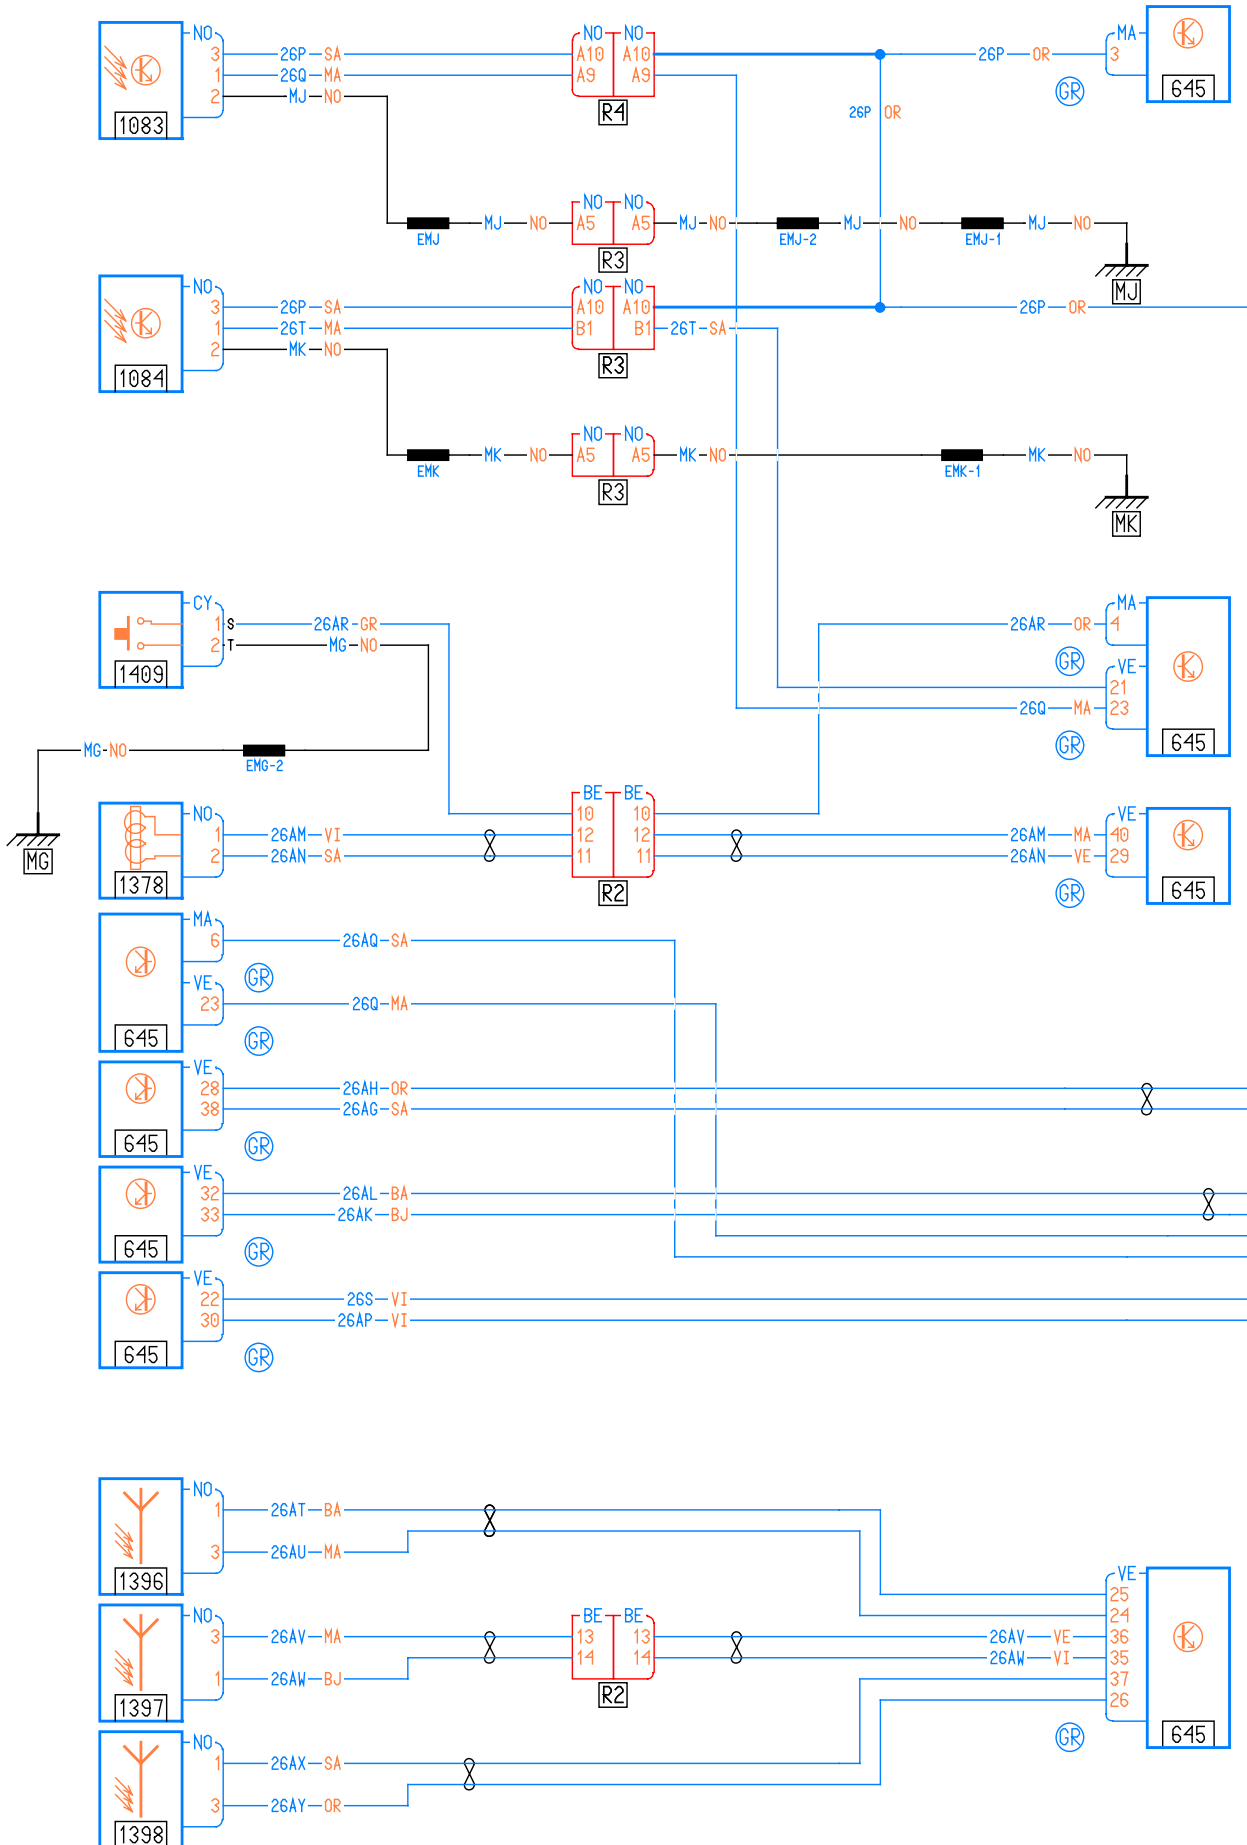 NO NO NO MA
3 26P SA A10 A10 26P OR 3
1 26Q MA A9 A9
2 MJ NO GR 645
1083 R4 26P OR
NO NO
A5 A5
MJ NO MJ NO MJ NO MJ NO
EMJ EMJ-2 EMJ-1
R3
NO NO NO MJ
3 26P SA A10 A10 26P OR
1 26T MA B1 B1 26T SA
2 MK NO
1084 R3
NO NO
MK NO A5 A5 MK NO MK NO
EMK EMK-1
R3
MK
CY MA
1 S 26AR GR 26AR OR 4
2 T MG NO
1409 GR VE
21
26Q MA 23
MG NO GR 645
EMG-2
NO BE BE VE
10 10
1 26AM VI 12 12 26AM MA 40
2 26AN SA 11 11 26AN VE 29
MG 1378 R2 GR 645
MA
6 26AQ SA
GR
VE
23 26Q MA
645 GR
VE
28 26AH OR
38 26AG SA
645 GR
VE
32 26AL BA
33 26AK BJ
645 GR
VE
22 26S VI
30 26AP VI
645 GR
NO
1 26AT BA
3 26AU MA
1396 VE
25
NO BE BE 24
3 26AV MA 13 13 26AV VE 36
14 14 26AW VI 35
1 26AW BJ 37
1397 R2 26
NO GR 645
1 26AX SA
3 26AY OR
1398